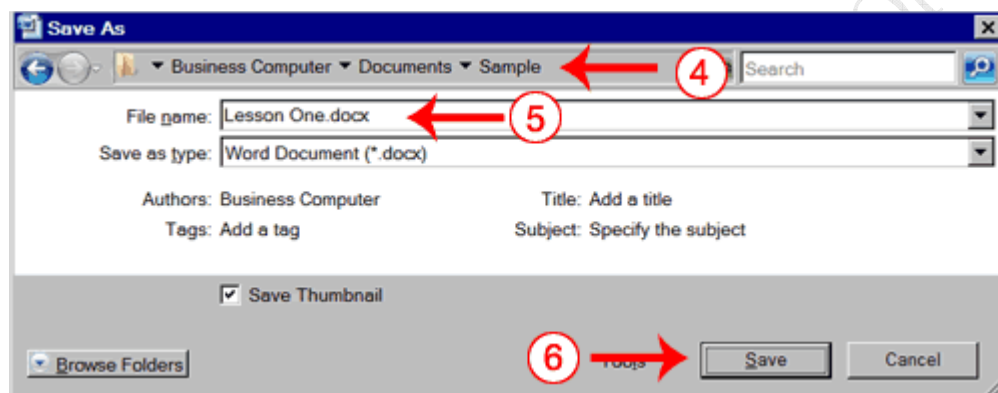 Save As
Business Computer Documents Sample 4 Search
File name: Lesson One.docx 5
Save as type: Word Document (*.docx)
Authors: Business Computer Title: Add a title
Tags: Add a tag Subject: Specify the subject
Save Thumbnail
Browse Folders 6 Tools Save Cancel